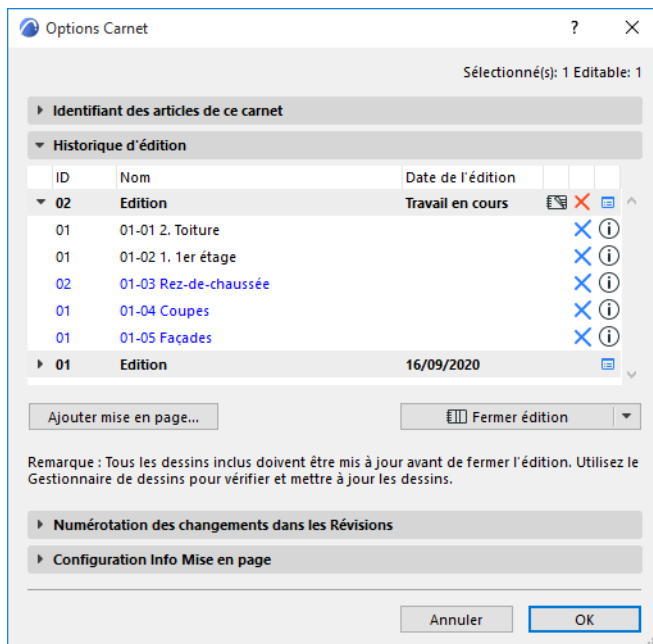 Options Carnet ?
Sélectionné(s): 1 Editable: 1
Identifiant des articles de ce carnet
Historique d'édition
ID Nom Date de l'édition
02 Edition Travail en cours
01 01-01 2. Toiture
01 01-02 1. 1er étage
02 01-03 Rez-de-chaussée
01 01-04 Coupes
01 01-05 Façades
01 Edition 16/09/2020
Ajouter mise en page... Fermer édition
Remarque : Tous les dessins inclus doivent être mis à jour avant de fermer l'édition. Utilisez le
Gestionnaire de dessins pour vérifier et mettre à jour les dessins.
Numérotation des changements dans les Révisions
Configuration Info Mise en page
Annuler OK